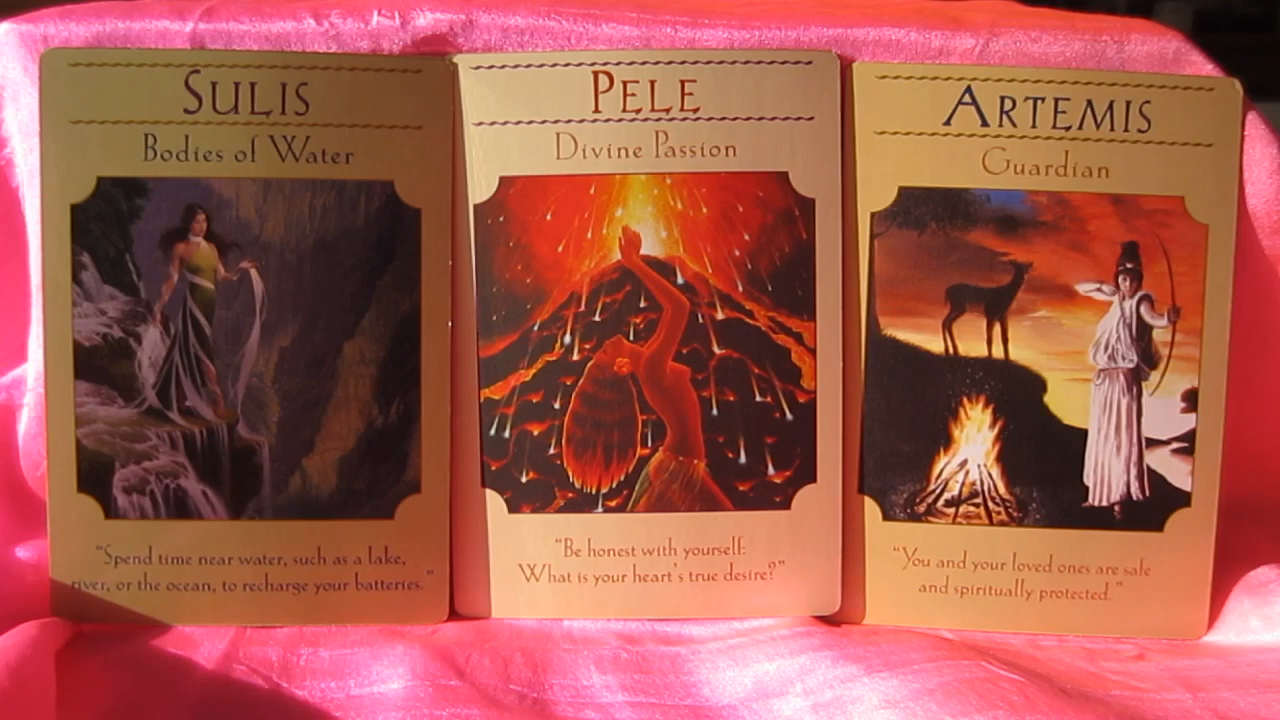 SULIS
Bodies of Water
"Spend time near water, such as a lake,
river, or the ocean, to recharge your batteries."
PELE
Divine Passion
"Be honest with yourself:
What is your heart's true desire?"
ARTEMIS
Guardian
"You and your loved ones are safe
and spiritually protected."